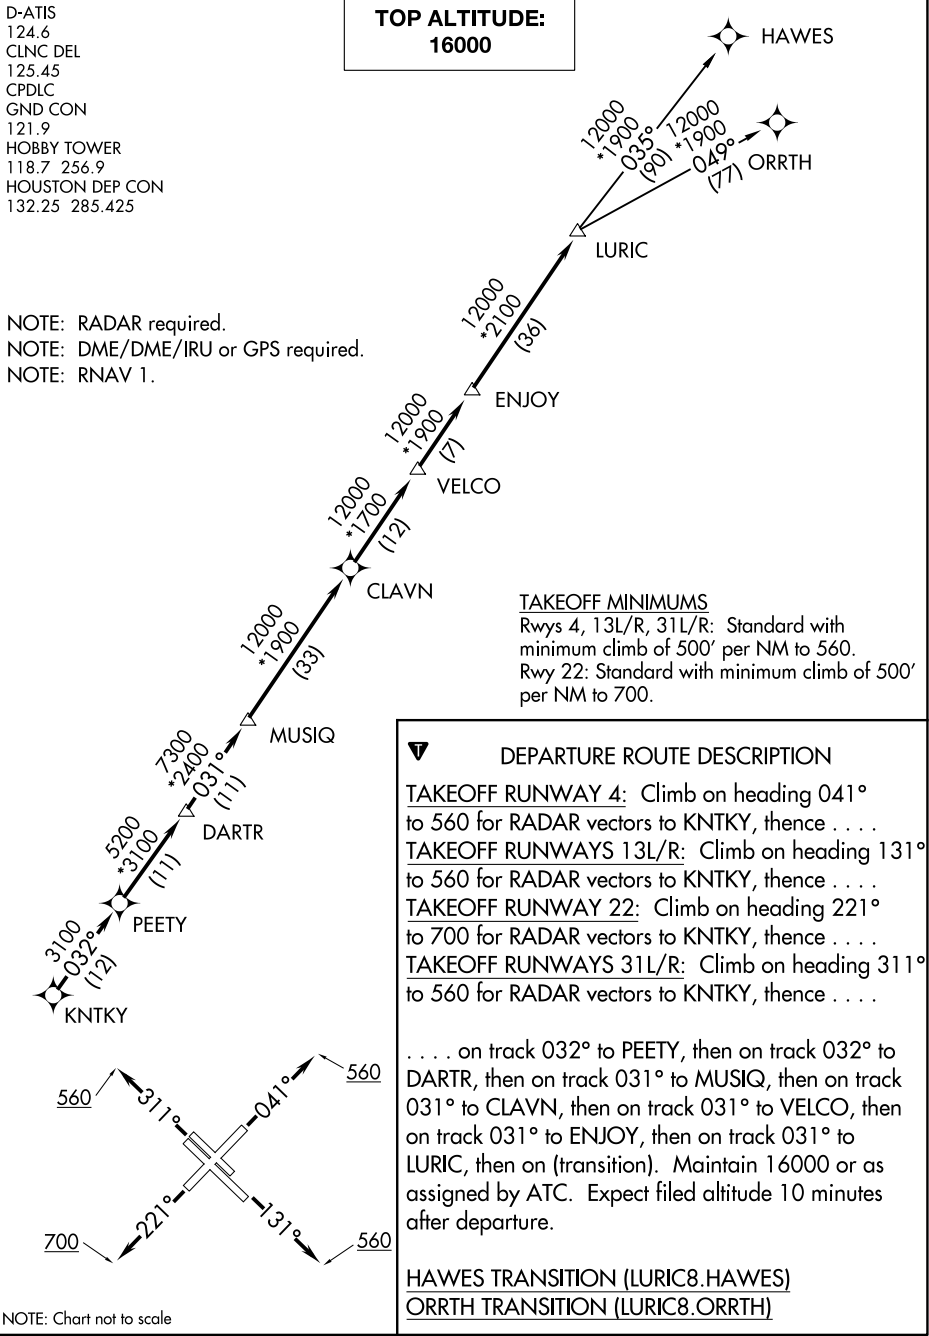 D-ATIS
124.6
CLNC DEL
125.45
CPDLC
GND CON
121.9
HOBBY TOWER
118.7 256.9
HOUSTON DEP CON
132.25 285.425
TOP ALTITUDE:
16000
HAWES
12000
*1900
035°
(90)
12000
*1900
049°
(77)
ORRTH
LURIC
NOTE: RADAR required.
NOTE: DME/DME/IRU or GPS required.
NOTE: RNAV 1.
12000
*2100
(36)
ENJOY
12000
*1900
(7)
VELCO
12000
*1700
(12)
CLAVN
TAKEOFF MINIMUMS
Rwys 4, 13L/R, 31L/R: Standard with
minimum climb of 500' per NM to 560.
Rwy 22: Standard with minimum climb of 500'
per NM to 700.
12000
*1900
(33)
MUSIQ
7300
*2400
031°
(11)
DARTR
5200
*3100
(11)
PEETY
3100
032°
(12)
KNTKY
T
DEPARTURE ROUTE DESCRIPTION
TAKEOFF RUNWAY 4: Climb on heading 041°
to 560 for RADAR vectors to KNTKY, thence . . . .
TAKEOFF RUNWAYS 13L/R: Climb on heading 131°
to 560 for RADAR vectors to KNTKY, thence . . . .
TAKEOFF RUNWAY 22: Climb on heading 221°
to 700 for RADAR vectors to KNTKY, thence . . . .
TAKEOFF RUNWAYS 31L/R: Climb on heading 311°
to 560 for RADAR vectors to KNTKY, thence . . . .
. . . . on track 032° to PEETY, then on track 032° to
DARTR, then on track 031° to MUSIQ, then on track
031° to CLAVN, then on track 031° to VELCO, then
on track 031° to ENJOY, then on track 031° to
LURIC, then on (transition). Maintain 16000 or as
assigned by ATC. Expect filed altitude 10 minutes
after departure.
HAWES TRANSITION (LURIC8.HAWES)
ORRTH TRANSITION (LURIC8.ORRTH)
560
311°
041°
560
700
221°
131°
560
NOTE: Chart not to scale